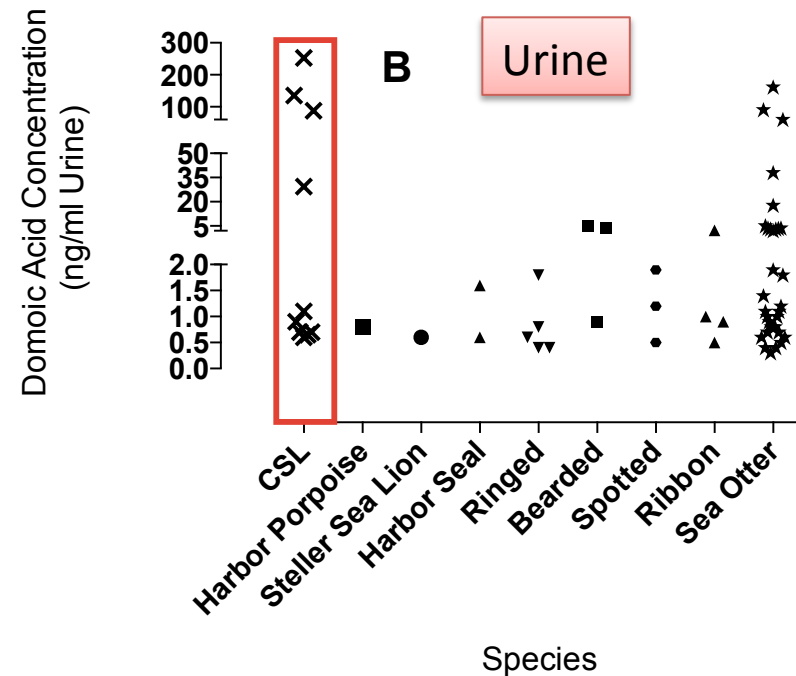 Domoic Acid Concentration
(ng/ml Urine)
300
200
100
50
35
20
5
2.0
1.5
1.0
0.5
0.0
B
Urine
CSL
Harbor Porpoise
Steller Sea Lion
Harbor Seal
Ringed
Bearded
Spotted
Ribbon
Sea Otter
Species